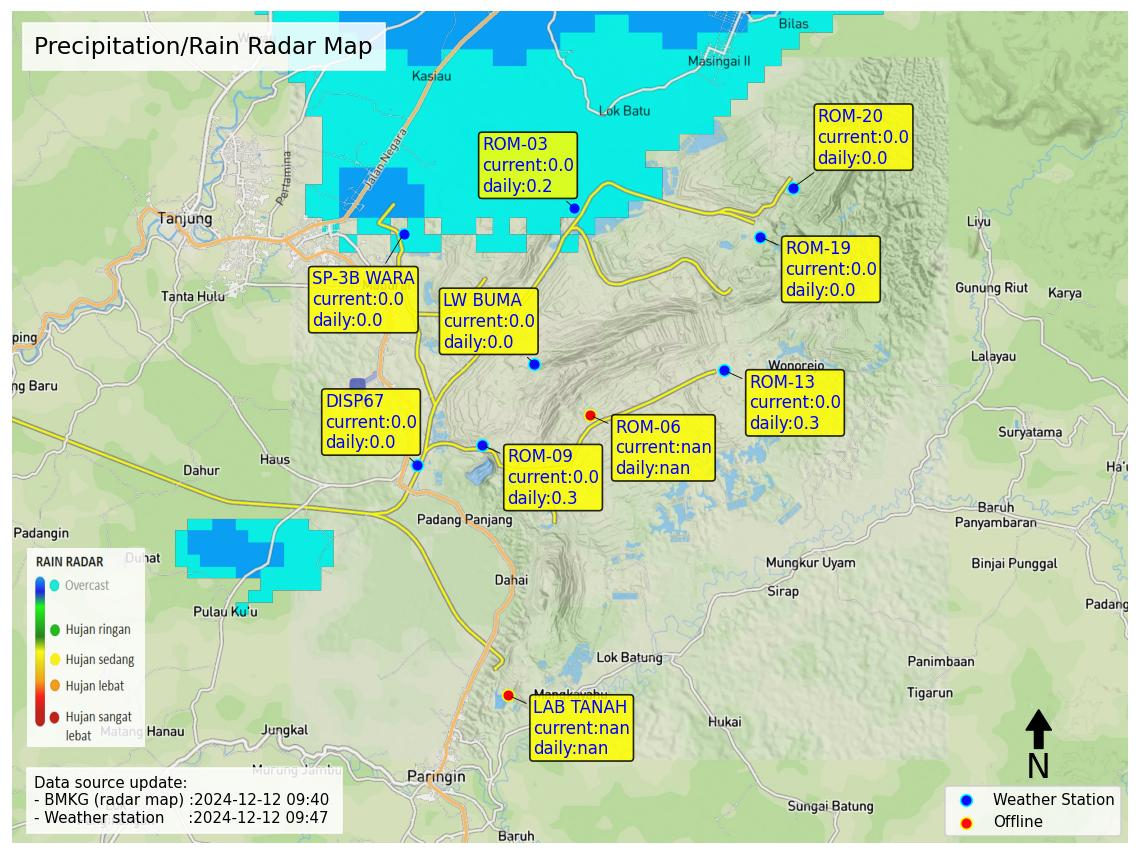 Precipitation/Rain Radar Map
Bilas
Masingai II
Kasiau
Lok Batu
Jalan Negara
Pertamina
Tanjung
Tanta Hulu
ROM-20
current:0.0
daily:0.0
ROM-03
current:0.0
daily:0.2
ROM-19
current:0.0
daily:0.0
SP-3B WARA
current:0.0
daily:0.0
LW BUMA
current:0.0
daily:0.0
Liyu
Gunung Riut
Karya
Lalayau
ping
ng Baru
Wonorejo
ROM-13
current:0.0
daily:0.3
DISP67
current:0.0
daily:0.0
ROM-06
current:nan
daily:nan
ROM-09
current:0.0
daily:0.3
Suryatama
Ha'u
Haus
Dahur
Padang Panjang
Baruh
Panyambaran
Padangin
Duhat
Binjai Punggal
Mungkur Uyam
Dahai
Sirap
Padang
Pulau Ku'u
RAIN RADAR
Overcast
Hujan ringan
Hujan sedang
Hujan lebat
Hujan sangat
lebat
Lok Batung
Panimbaan
Tigarun
Mangkayahu
LAB TANAH
current:nan
daily:nan
Hukai
Matang Hanau
Jungkal
Murung Jambu
Paringin
Sungai Batung
Baruh
N
Data source update:
- BMKG (radar map) :2024-12-12 09:40
- Weather station :2024-12-12 09:47
Weather Station
Offline